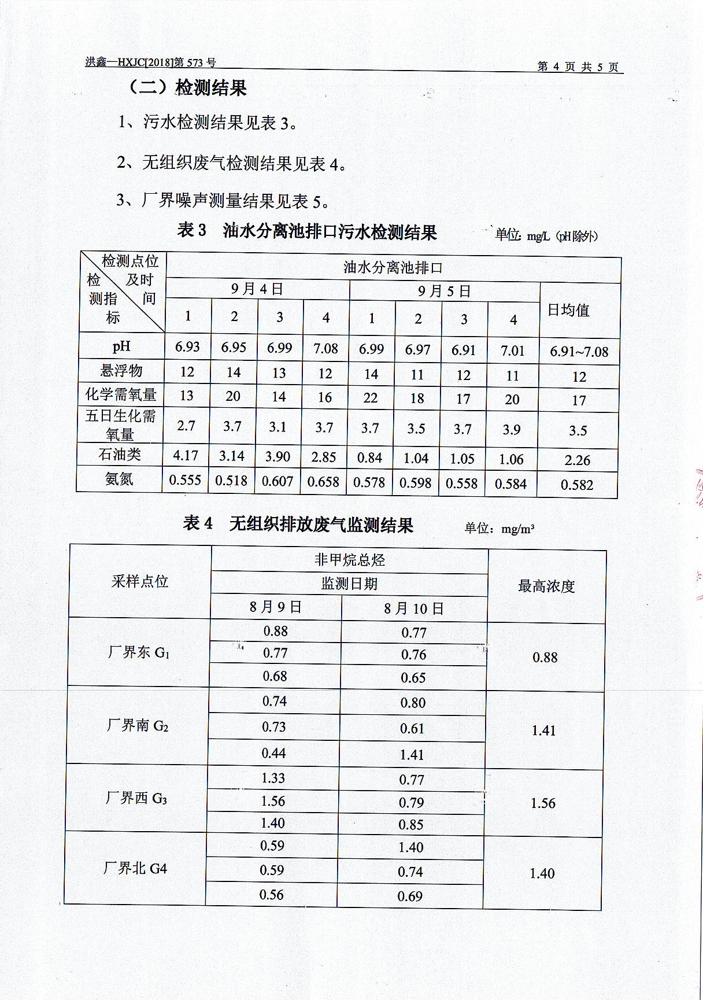 洪鑫—HXJC[2018]第 573 号 第 4 页 共 5 页
（二）检测结果
1、污水检测结果见表 3。
2、无组织废气检测结果见表 4。
3、厂界噪声测量结果见表 5。
表 3 油水分离池排口污水检测结果 单位: mg/L（pH 除外）
检测点位及时间 检测指标 油水分离池排口
9 月 4 日 9 月 5 日 日均值
1 2 3 4 1 2 3 4
pH 6.93 6.95 6.99 7.08 6.99 6.97 6.91 7.01 6.91~7.08
悬浮物 12 14 13 12 14 11 12 11 12
化学需氧量 13 20 14 16 22 18 17 20 17
五日生化需氧量 2.7 3.7 3.1 3.7 3.7 3.5 3.7 3.9 3.5
石油类 4.17 3.14 3.90 2.85 0.84 1.04 1.05 1.06 2.26
氨氮 0.555 0.518 0.607 0.658 0.578 0.598 0.558 0.584 0.582
表 4 无组织排放废气监测结果 单位：mg/m³
采样点位 非甲烷总烃 最高浓度
监测日期
8 月 9 日 8 月 10 日
厂界东 G1 0.88 0.77 0.88
0.77 0.76
0.68 0.65
厂界南 G2 0.74 0.80 1.41
0.73 0.61
0.44 1.41
厂界西 G3 1.33 0.77 1.56
1.56 0.79
1.40 0.85
厂界北 G4 0.59 1.40 1.40
0.59 0.74
0.56 0.69